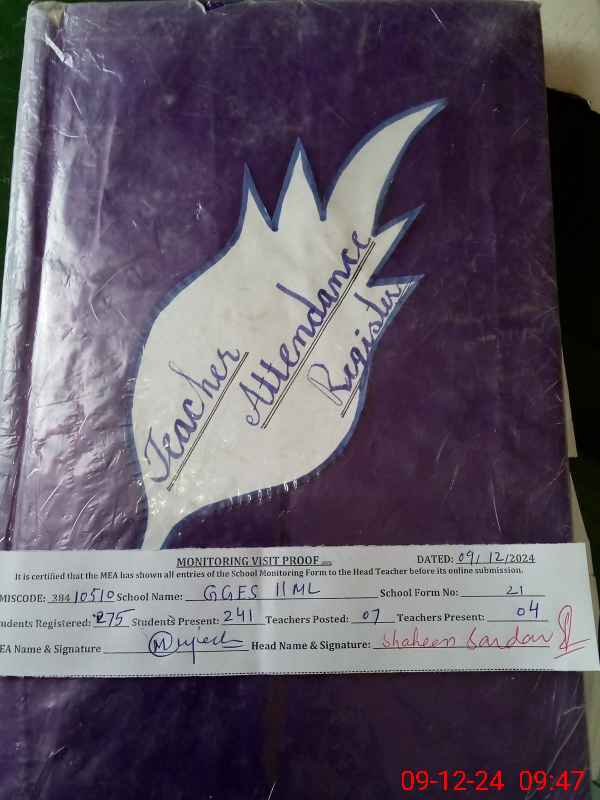 Teacher
Attendance
Register
MONITORING VISIT PROOF
DATED: 09/12/2024
It is certified that the MEA has shown all entries of the School Monitoring Form to the Head Teacher before its online submission.
MISCODE: 38410510 School Name: GGES 11ML School Form No: 21
udents Registered: 275 Students Present: 241 Teachers Posted: 07 Teachers Present: 04
EA Name & Signature Head Name & Signature: Shaheen Sardar
09-12-24 09:47